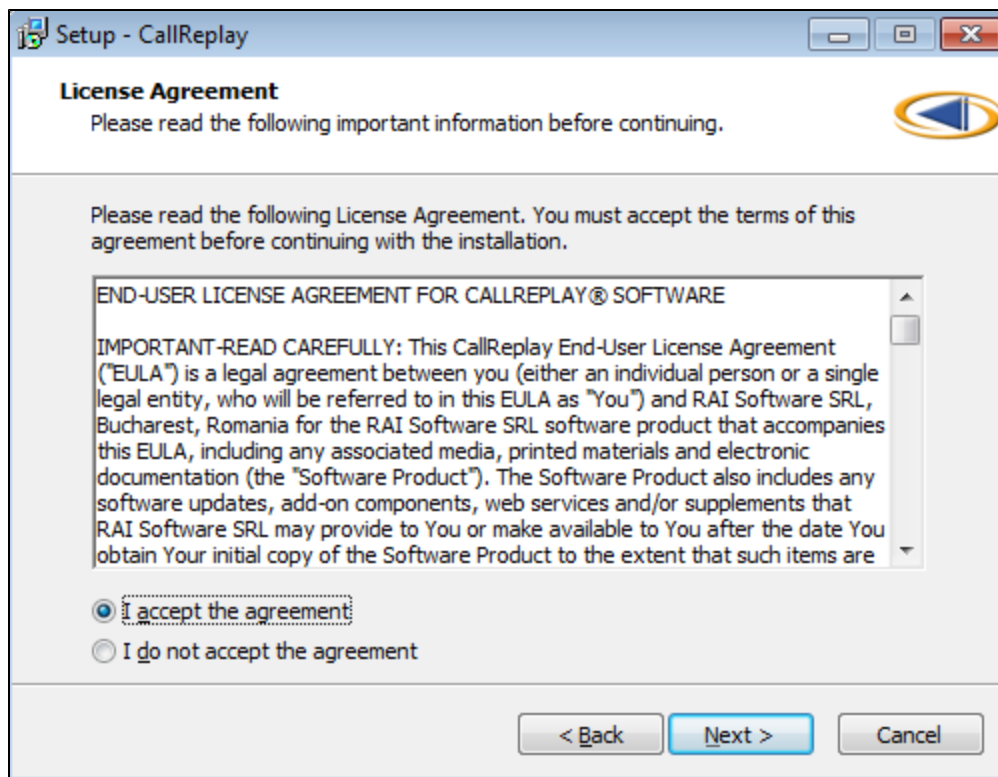 Setup - CallReplay
License Agreement
Please read the following important information before continuing.
Please read the following License Agreement. You must accept the terms of this
agreement before continuing with the installation.
END-USER LICENSE AGREEMENT FOR CALLREPLAY® SOFTWARE
IMPORTANT-READ CAREFULLY: This CallReplay End-User License Agreement
("EULA") is a legal agreement between you (either an individual person or a single
legal entity, who will be referred to in this EULA as "You") and RAI Software SRL,
Bucharest, Romania for the RAI Software SRL software product that accompanies
this EULA, including any associated media, printed materials and electronic
documentation (the "Software Product"). The Software Product also includes any
software updates, add-on components, web services and/or supplements that
RAI Software SRL may provide to You or make available to You after the date You
obtain Your initial copy of the Software Product to the extent that such items are
I accept the agreement
I do not accept the agreement
< Back
Next >
Cancel